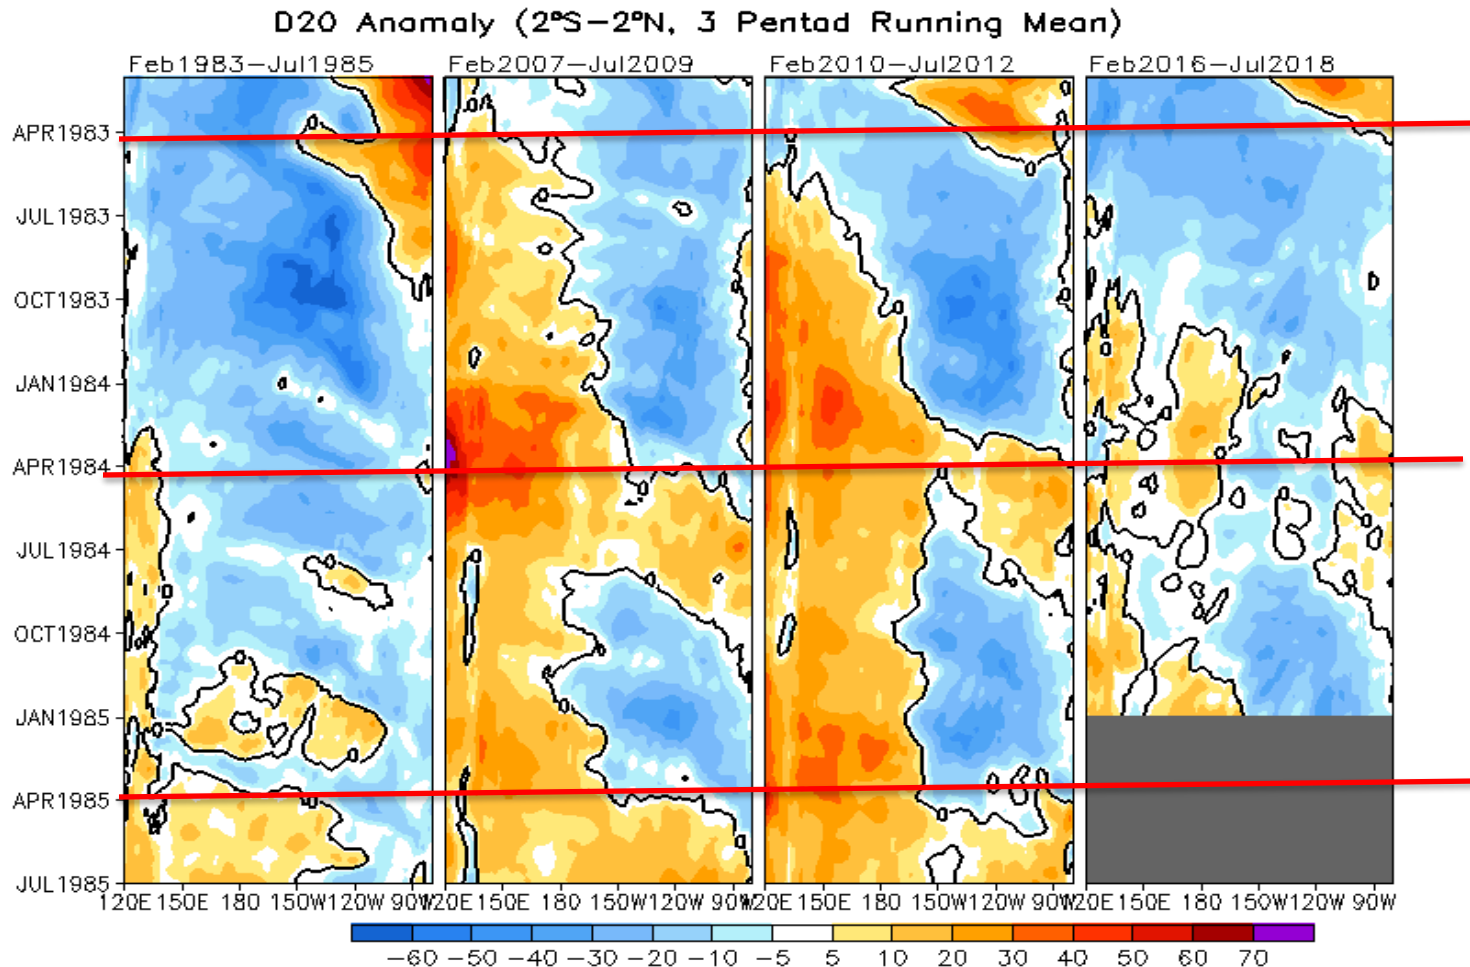 D20 Anamaly (2°S−2°N, 3 Pentad Running Mean)
Feb1983−Jul1985 Feb2007−Jul2009 Feb2010−Jul2012 Feb2016−Jul2018
APR1983
JUL1983
OCT1983
JAN1984
APR1984
JUL1984
OCT1984
JAN1985
APR1985
JUL1985
120E 150E 180 150W 120W 90W 120E 150E 180 150W 120W 90W 120E 150E 180 150W 120W 90W 120E 150E 180 150W 120W 90W
−60 −50 −40 −30 −20 −10 −5 5 10 20 30 40 50 60 70